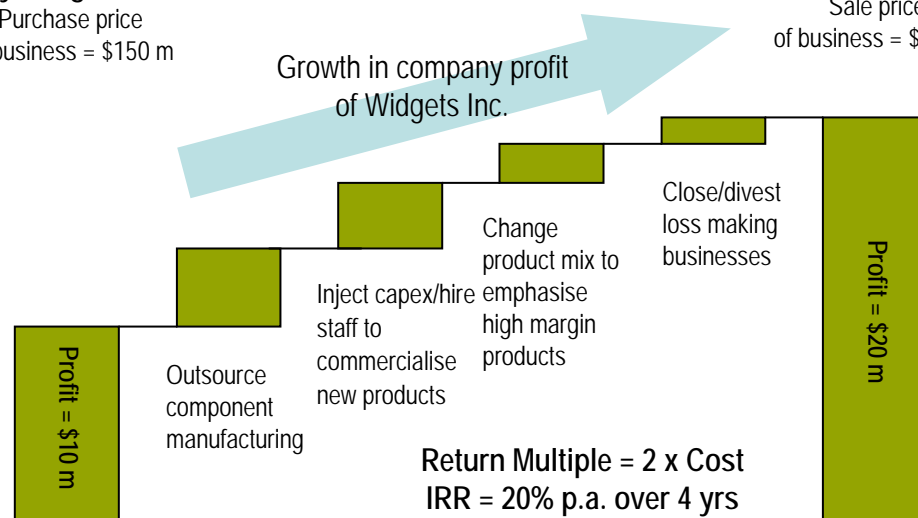 Purchase price
business = $150 m
Sale price
of business = $
Growth in company profit
of Widgets Inc.
Close/divest
loss making
businesses
Change
product mix to
emphasise
high margin
products
Inject capex/hire
staff to
commercialise
new products
Outsource
component
manufacturing
Profit = $10 m
Profit = $20 m
Return Multiple = 2 x Cost
IRR = 20% p.a. over 4 yrs